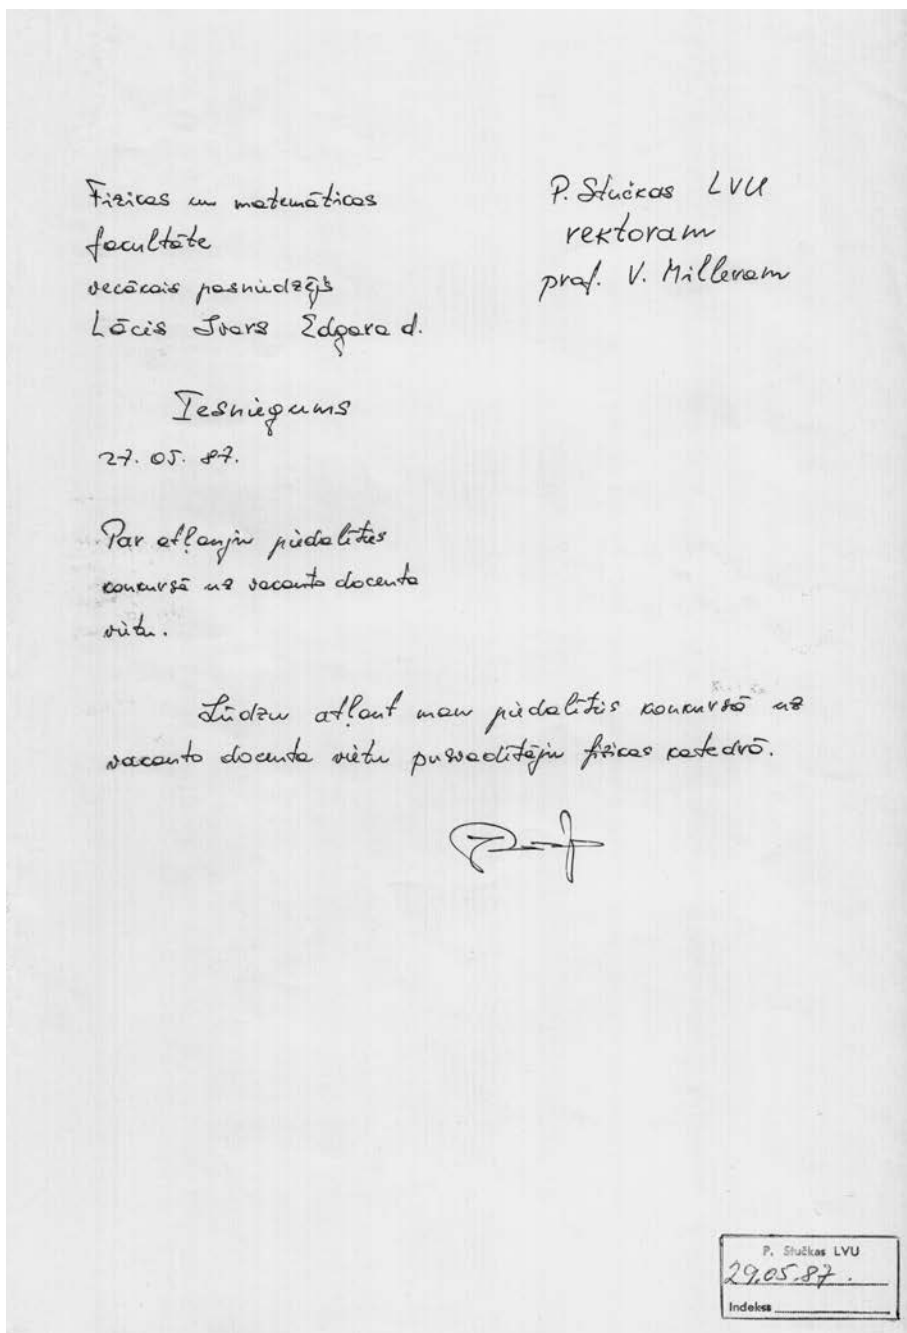 Fizikas un matemātikas
fakultāte
vecākais pasniedzējs
Lācis Ivars Edgara d.
P. Stučkas LVU
rektoram
prof. V. Milleram
Iesniegums
27. 05. 87.
Par atļauju piedalīties
konkursā uz vakanto docenta
vietu.
Lūdzu atļaut man piedalīties konkursā uz
vakanto docenta vietu pusvadītāju fizikas katedrā.
P. Stučkas LVU
29.05.87.
Indekss